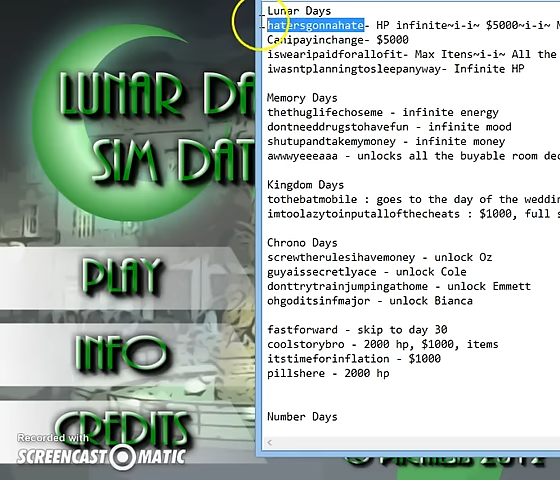 LUNAR DA
SIM DAT
PLAY
INFO
CREDITS
Recorded with
SCREENCAST MATIC
Lunar Days
hatersgonnahate- HP infinite~i-i~ $5000~i-i~
Canipayinchange- $5000
iswearipaidforallofit- Max Itens~i-i~ All the
iwasntplanningtosleepanyway- Infinite HP
Memory Days
thethuglifechoseme - infinite energy
dontneeddrugstohavefun - infinite mood
shutupandtakemymoney - infinite money
awwwyeeeaaa - unlocks all the buyable room dec
Kingdom Days
tothebatmobile : goes to the day of the weddin
imtoolazytoinputallofthecheats : $1000, full s
Chrono Days
screwtherulesihavemoney - unlock Oz
guyaissecretlyace - unlock Cole
donttrytrainjumpingathome - unlock Emmett
ohgoditsinfmajor - unlock Bianca
fastforward - skip to day 30
coolstorybro - 2000 hp, $1000, items
itstimeforinflation - $1000
pillshere - 2000 hp
Number Days